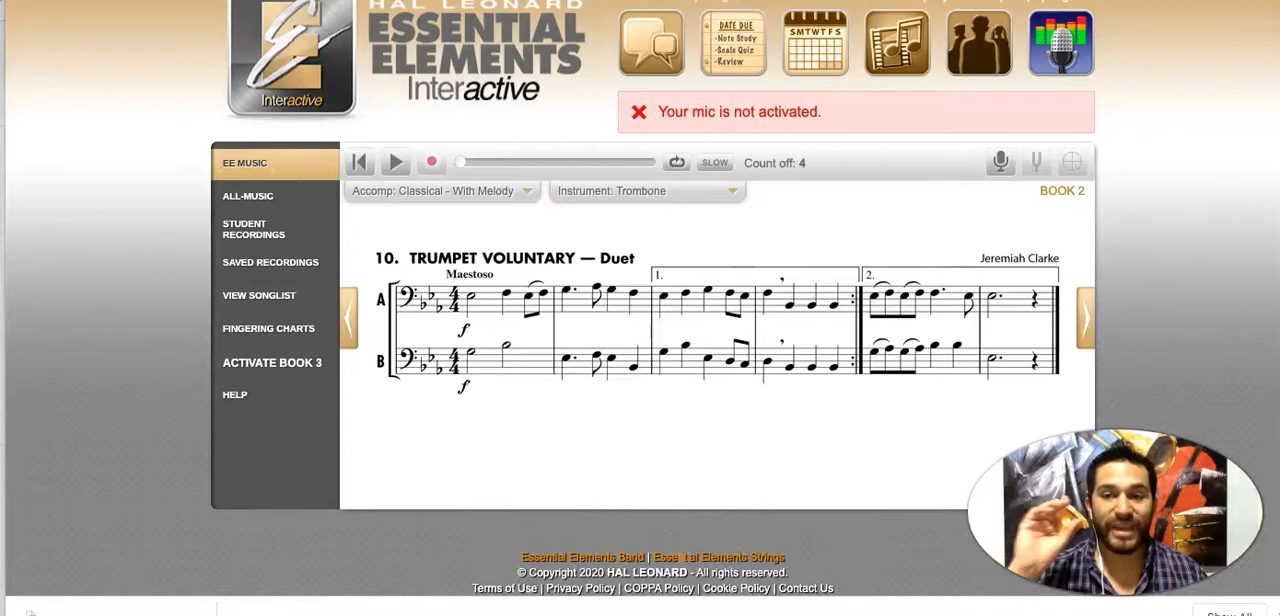 HAL LEONARD
ESSENTIAL
ELEMENTS
Interactive
E
Interactive
DATE DUE
-Note Study
-Scale Quiz
-Review
SMTWTFS
Your mic is not activated.
EE MUSIC
SLOW
Count off: 4
Accomp: Classical - With Melody
Instrument: Trombone
BOOK 2
ALL-MUSIC
STUDENT
RECORDINGS
SAVED RECORDINGS
VIEW SONGLIST
FINGERING CHARTS
ACTIVATE BOOK 3
HELP
10. TRUMPET VOLUNTARY — Duet
Jeremiah Clarke
Maestoso
1.
2.
A
4
4
f
B
4
4
f
Essential Elements Band | Essential Elements Strings
© Copyright 2020 HAL LEONARD - All rights reserved.
Terms of Use | Privacy Policy | COPPA Policy | Cookie Policy | Contact Us